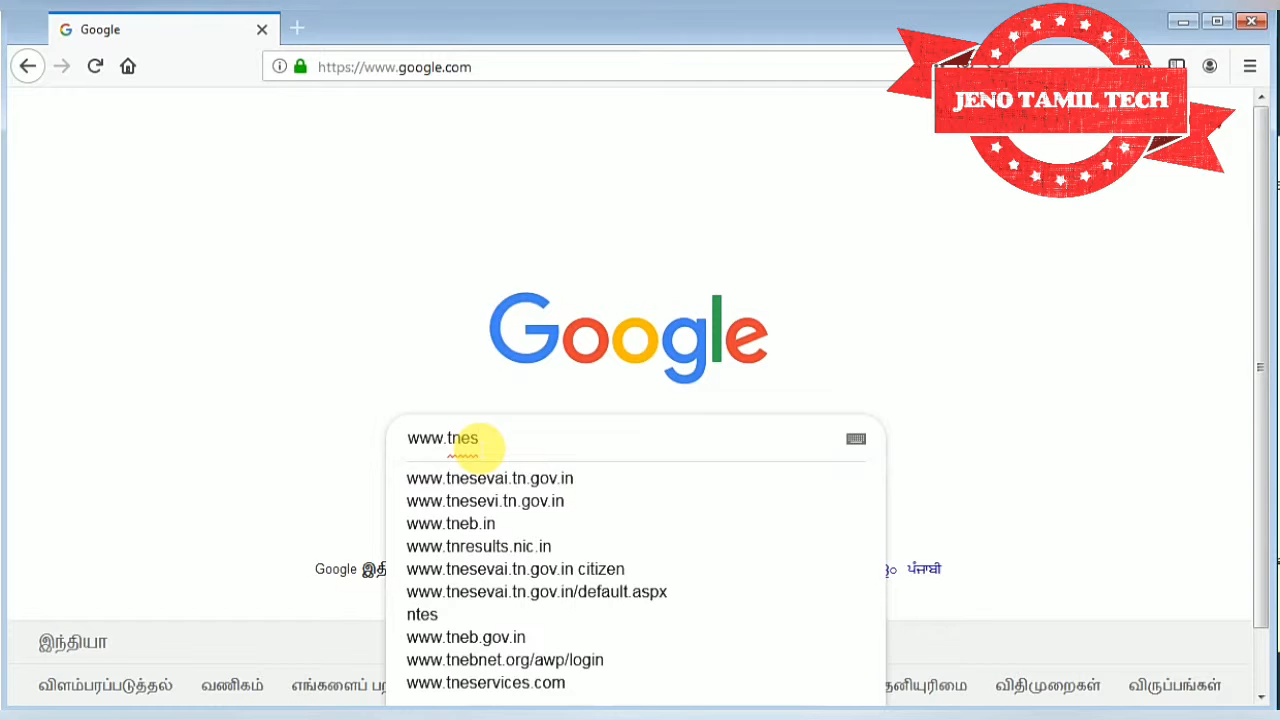 Google
https://www.google.com
JENO TAMIL TECH
Google
www.tnes
www.tnesevai.tn.gov.in
www.tnesevi.tn.gov.in
www.tneb.in
www.tnresults.nic.in
www.tnesevai.tn.gov.in citizen
Google ਪੰਜਾਬੀ
www.tnesevai.tn.gov.in/default.aspx
ntes
www.tneb.gov.in
இந்தியா
www.tnebnet.org/awp/login
www.tneservices.com
விளம்பரப்படுத்தல் வணிகம் விதிமுறைகள் விருப்பங்கள்